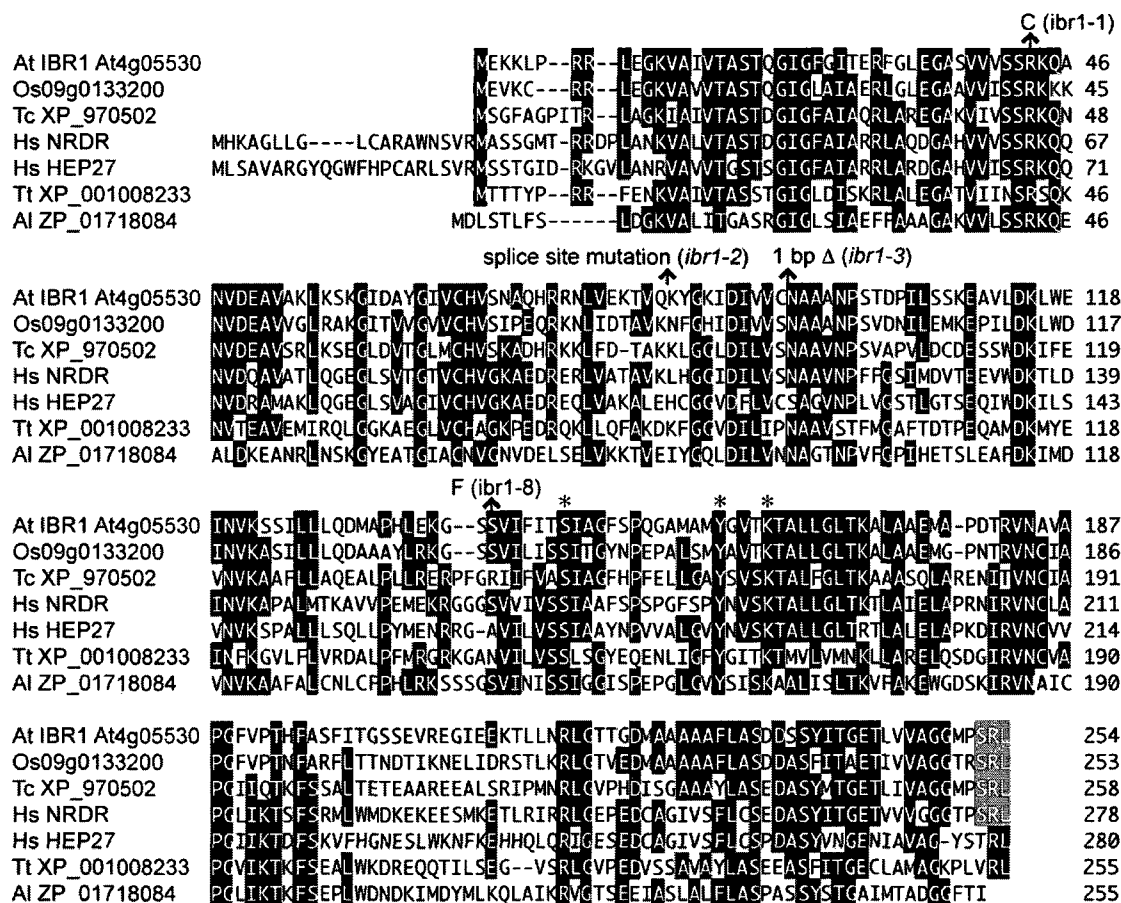 C (ibr1-1)
At IBR1 At4g05530 MEKKLP--RR--LEGKVAIVTASTQGIGFGITERFGLEGASVVVSSRKQA 46
Os09g0133200 MEVKC---RR--LEGKVAVVTASTQGIGLAIAERLGLEGAAVVISSRKKK 45
Tc XP_970502 MSGFAGPITR--LAGKIAIVTASTDGIGFAIAQRLAREGAKVIVSSRKQN 48
Hs NRDR MHKAGLLG----LCARAWNSVRMASSGMT-RRDPLANKVALVTASTDGIGFAIARRLAQDGAHVVVSSRKQQ 67
Hs HEP27 MLSAVARGYQGWFHPCARLSVRMSSTGID-RKGVLANRVAVVTGSTSGIGFAIARRLARDGAHVVISSRKQQ 71
Tt XP_001008233 MTTTYP--RR--FENKVAIVTASSTGIGLDISKRLALEGATVIINSRSQK 46
Al ZP_01718084 MDLSTLFS------LDGKVALITGASRGIGLSIAEFFAAAGAKVVLSSRKQE 46
splice site mutation (ibr1-2) 1 bp Δ (ibr1-3)
At IBR1 At4g05530 NVDEAVAKLKSKGIDAYGIVCHVSNAQHRRNLVEKTVQKYGKIDIVVCNAAANPSTDPILSSKEAVLDKLWE 118
Os09g0133200 NVDEAVVGLRAKGITVVGVVCHVSIPEQRKNLIDTAVKNFGHIDIVVSNAAANPSVDNILEMKEPILDKLWD 117
Tc XP_970502 NVDEAVSRLKSEGLDVTGLMCHVSKADHRKKLFD-TAKKLGGLDILVSNAAVNPSVAPVLDCDESSWDKIFE 119
Hs NRDR NVDQAVATLQGEGLSVTGTVCHVGKAEDRERLVATAVKLHGGIDILVSNAAVNPFFGSIMDVTEEVWDKTLD 139
Hs HEP27 NVDRAMAKLQGEGLSVAGIVCHVGKAEDREQLVAKALEHCGGVDFLVCSAGVNPLVGSTLGTSEQIWDKILS 143
Tt XP_001008233 NVTEAVEMIRQLGGKAEGLVCHAGKPEDRQKLLQFAKDKFGGVDILIPNAAVSTFMGAFTDTPEQAMDKMYE 118
Al ZP_01718084 ALDKEANRLNSKGYEATGIACNVGNVDELSELVKKTVEIYGQLDILVNNAGTNPVFGPIHETSLEAFDKIMD 118
F (ibr1-8) * * *
At IBR1 At4g05530 INVKSSILLLQDMAPHLEKG--SSVIFITSIAGFSPQGAMAMYGVTKTALLGLTKALAAEMA-PDTRVNAVA 187
Os09g0133200 INVKASILLLQDAAAYLRKG--SSVILISSITGYNPEPALSMYAVTKTALLGLTKALAAEMG-PNTRVNCIA 186
Tc XP_970502 VNVKAAFLLAQEALPLLRERPFGRIIFVASIAGFHPFELLGAYSVSKTALFGLTKAAASQLARENITVNCIA 191
Hs NRDR INVKAPALMTKAVVPEMEKRGGGSVVIVSSIAAFSPSPGFSPYNVSKTALLGLTKTLAIELAPRNIRVNCLA 211
Hs HEP27 VNVKSPALLLSQLLPYMENRRG-AVILVSSIAAYNPVVALGVYNVSKTALLGLTRTLALELAPKDIRVNCVV 214
Tt XP_001008233 INFKGVLFLVRDALPFMRGRKGANVILVSSLSGYEQENLIGFYGITKTMVLVMNKLLARELQSDGIRVNCVA 190
Al ZP_01718084 VNVKAAFALCNLCFPHLRKSSSGSVINISSIGGISPEPGLGVYSISKAALISLTKVFAKEWGDSKIRVNAIC 190
At IBR1 At4g05530 PGFVPTHFASFITGSSEVREGIEEKTLLNRLGTTGDMAAAAAFLASDDSSYITGETLVVAGGMPSRL 254
Os09g0133200 PGFVPTNFARFLTTNDTIKNELIDRSTLKRLGTVEDMAAAAAFLASDDASFITAETIVVAGGTRSRL 253
Tc XP_970502 PGIIQTKFSSALTETEAAREEALSRIPMNRLGVPHDISGAAAYLASEDASYMTGETLIVAGGMPSRL 258
Hs NRDR PGLIKTSFSRMLWMDKEKEESMKETLRIRRLGEPEDCAGIVSFLCSEDASYITGETVVVGGGTPSRL 278
Hs HEP27 PGIIKTDFSKVFHGNESLWKNFKEHHQLQRIGESEDCAGIVSFLCSPDASYVNGENIAVAG-YSTRL 280
Tt XP_001008233 PGVIKTKFSEALWKDREQQTILSEG--VSRLGVPEDVSSAVAYLASEEASFITGECLAMAGKPLVRL 255
Al ZP_01718084 PGLIKTKFSEPLWDNDKIMDYMLKQLAIKRVGTSEEIASLALFLASPASSYSTGAIMTADGGFTI 255